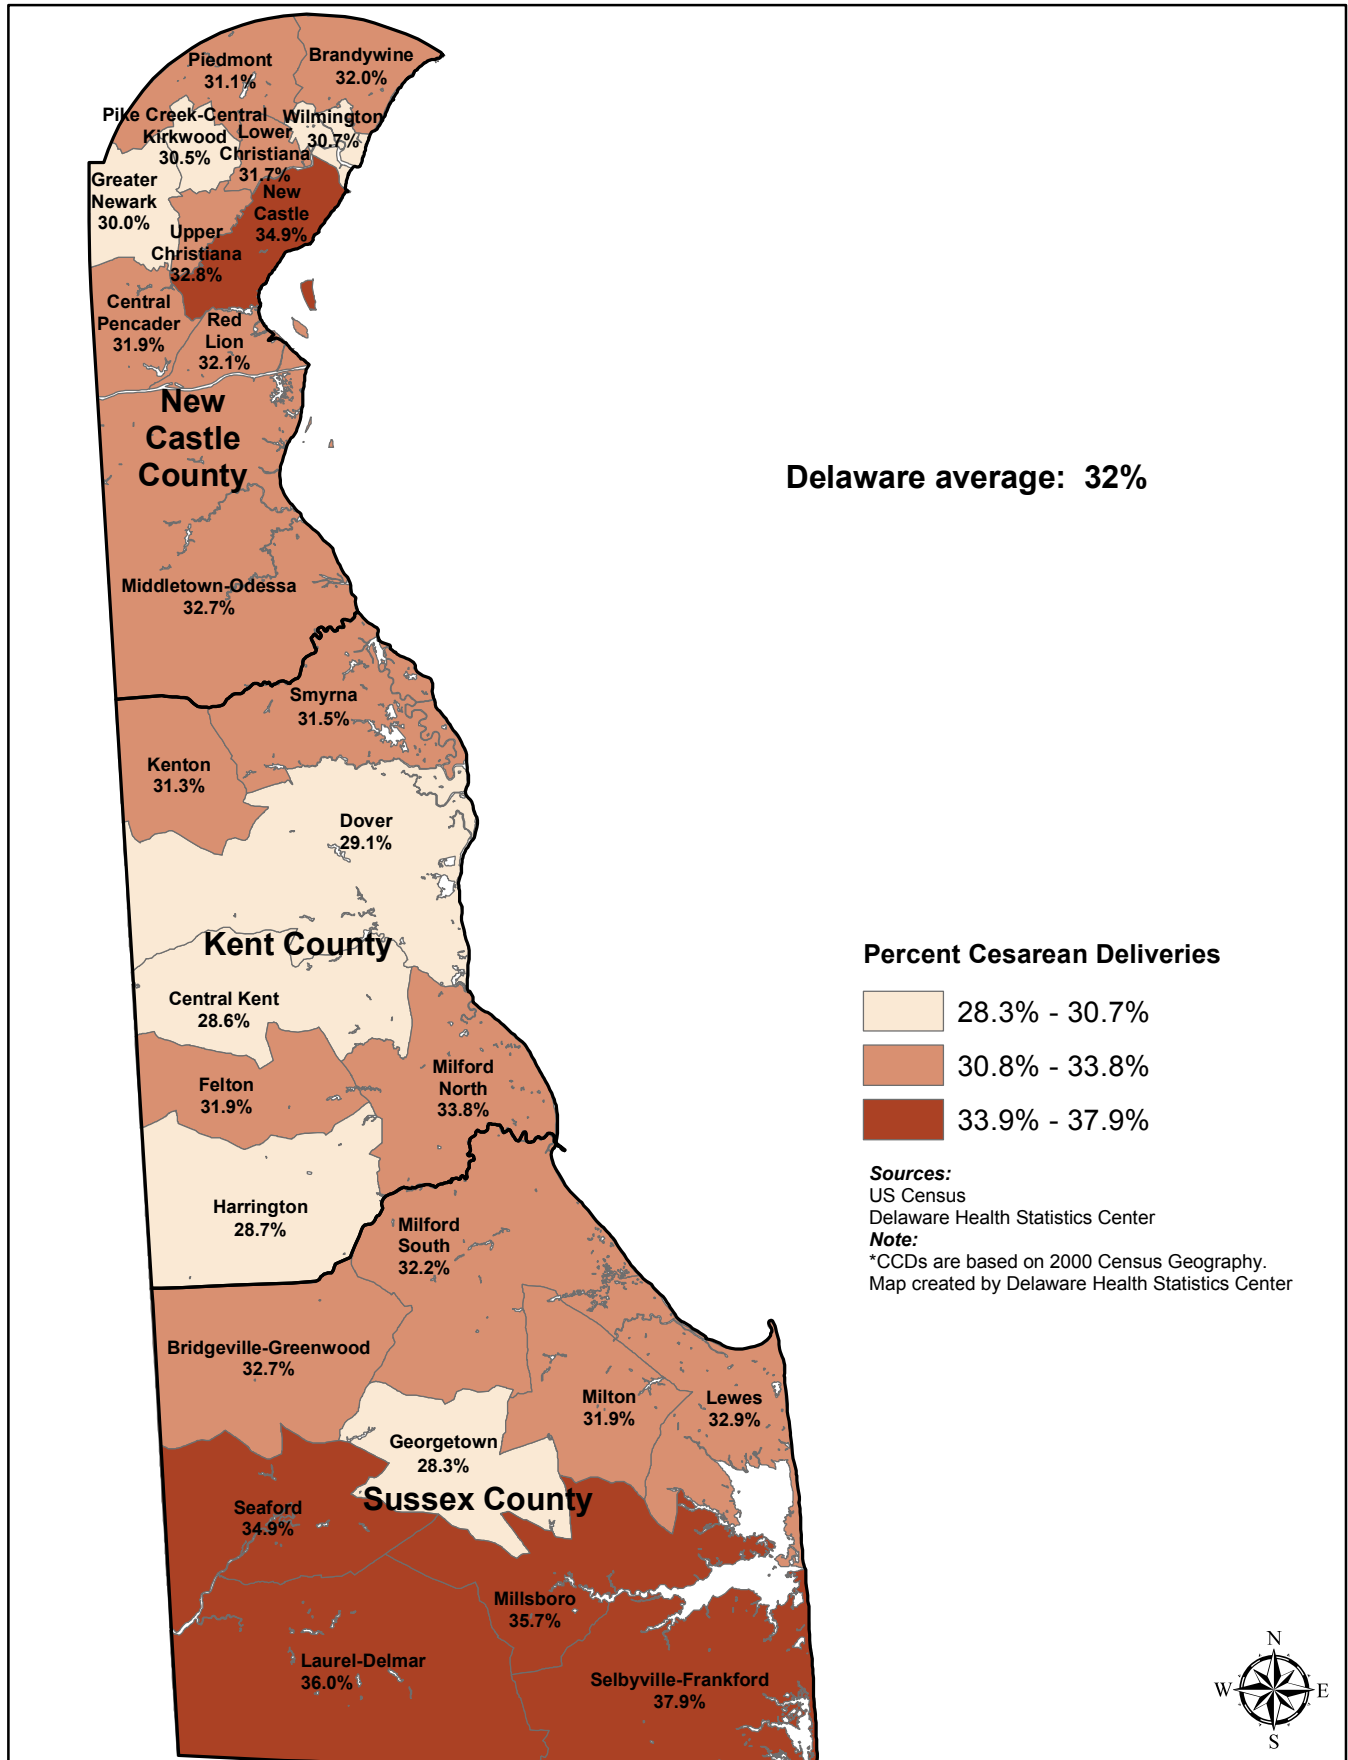 Piedmont
31.1%
Brandywine
32.0%
Pike Creek-Central
Kirkwood
30.5%
Lower
Christiana
31.7%
Wilmington
30.7%
Greater
Newark
30.0%
New
Castle
34.9%
Upper
Christiana
32.8%
Central
Pencader
31.9%
Red
Lion
32.1%
New
Castle
County
Delaware average: 32%
Middletown-Odessa
32.7%
Smyrna
31.5%
Kenton
31.3%
Dover
29.1%
Kent County
Central Kent
28.6%
Felton
31.9%
Milford
North
33.8%
Harrington
28.7%
Milford
South
32.2%
Bridgeville-Greenwood
32.7%
Milton
31.9%
Lewes
32.9%
Georgetown
28.3%
Sussex County
Seaford
34.9%
Millsboro
35.7%
Laurel-Delmar
36.0%
Selbyville-Frankford
37.9%
Percent Cesarean Deliveries
28.3% - 30.7%
30.8% - 33.8%
33.9% - 37.9%
Sources:
US Census
Delaware Health Statistics Center
Note:
*CCDs are based on 2000 Census Geography.
Map created by Delaware Health Statistics Center
N
W E
S